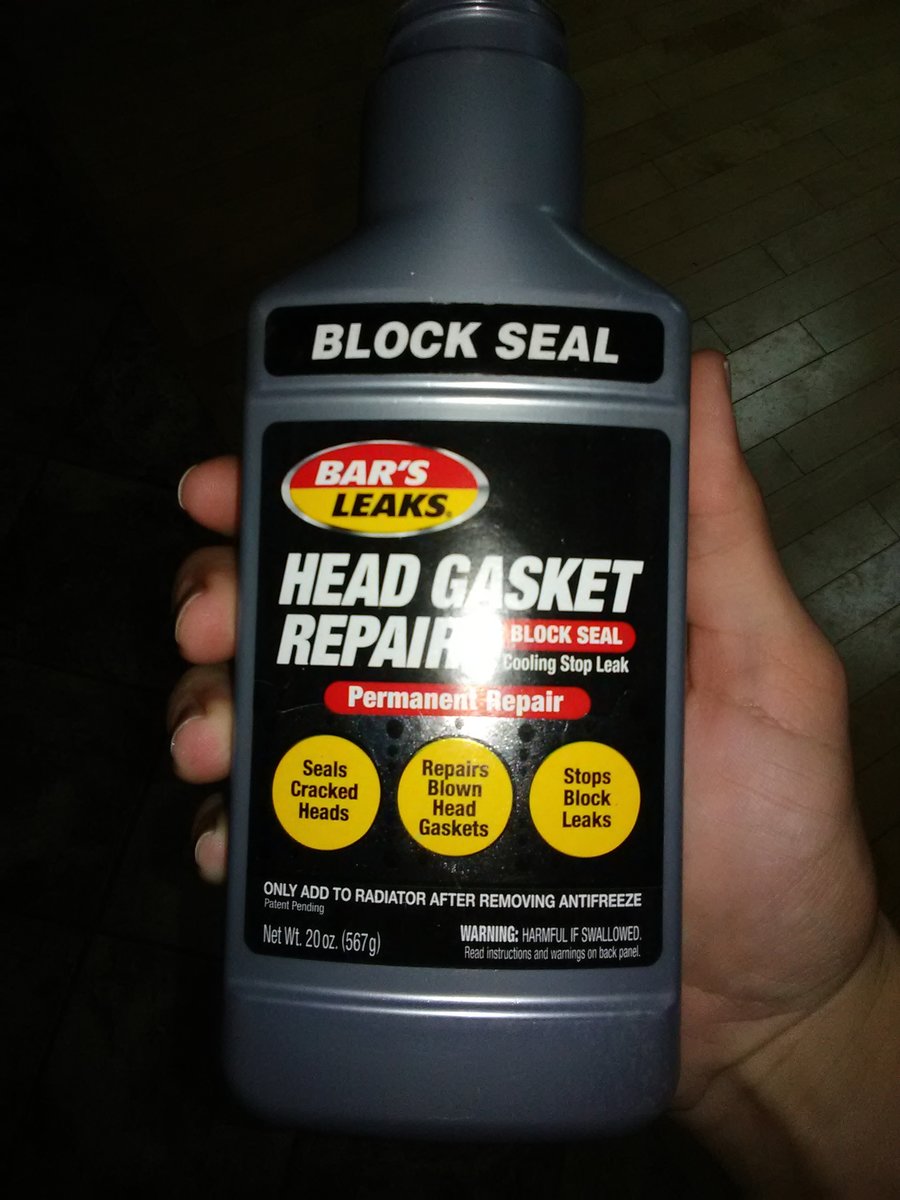 BLOCK SEAL
BAR'S
LEAKS
HEAD GASKET
REPAIR
BLOCK SEAL
Cooling Stop Leak
Permanent Repair
Seals
Cracked
Heads
Repairs
Blown
Head
Gaskets
Stops
Block
Leaks
ONLY ADD TO RADIATOR AFTER REMOVING ANTIFREEZE
Patent Pending
Net Wt. 20 oz. (567g)
WARNING: HARMFUL IF SWALLOWED.
Read instructions and warnings on back panel.